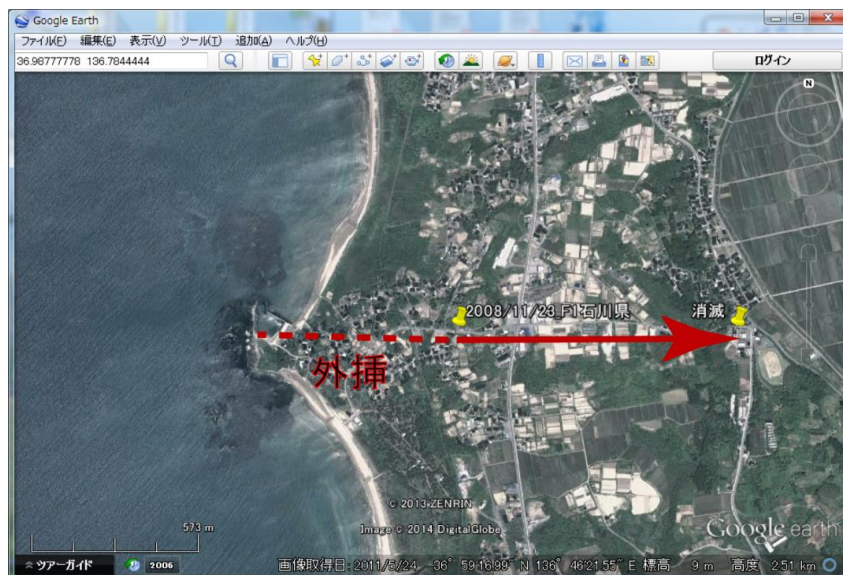 Google Earth
ファイル(F) 編集(E) 表示(V) ツール(T) 追加(A) ヘルプ(H)
36.98777778 136.7844444
ログイン
N
2008/11/23_F1石川県
消滅
外挿
© 2013 ZENRIN
Image © 2014 DigitalGlobe
Google earth
573 m
ツアーガイド
2006
画像取得日: 2011/5/24 36° 59'16.99" N 136° 46'21.55" E 標高 9 m 高度 2.51 km